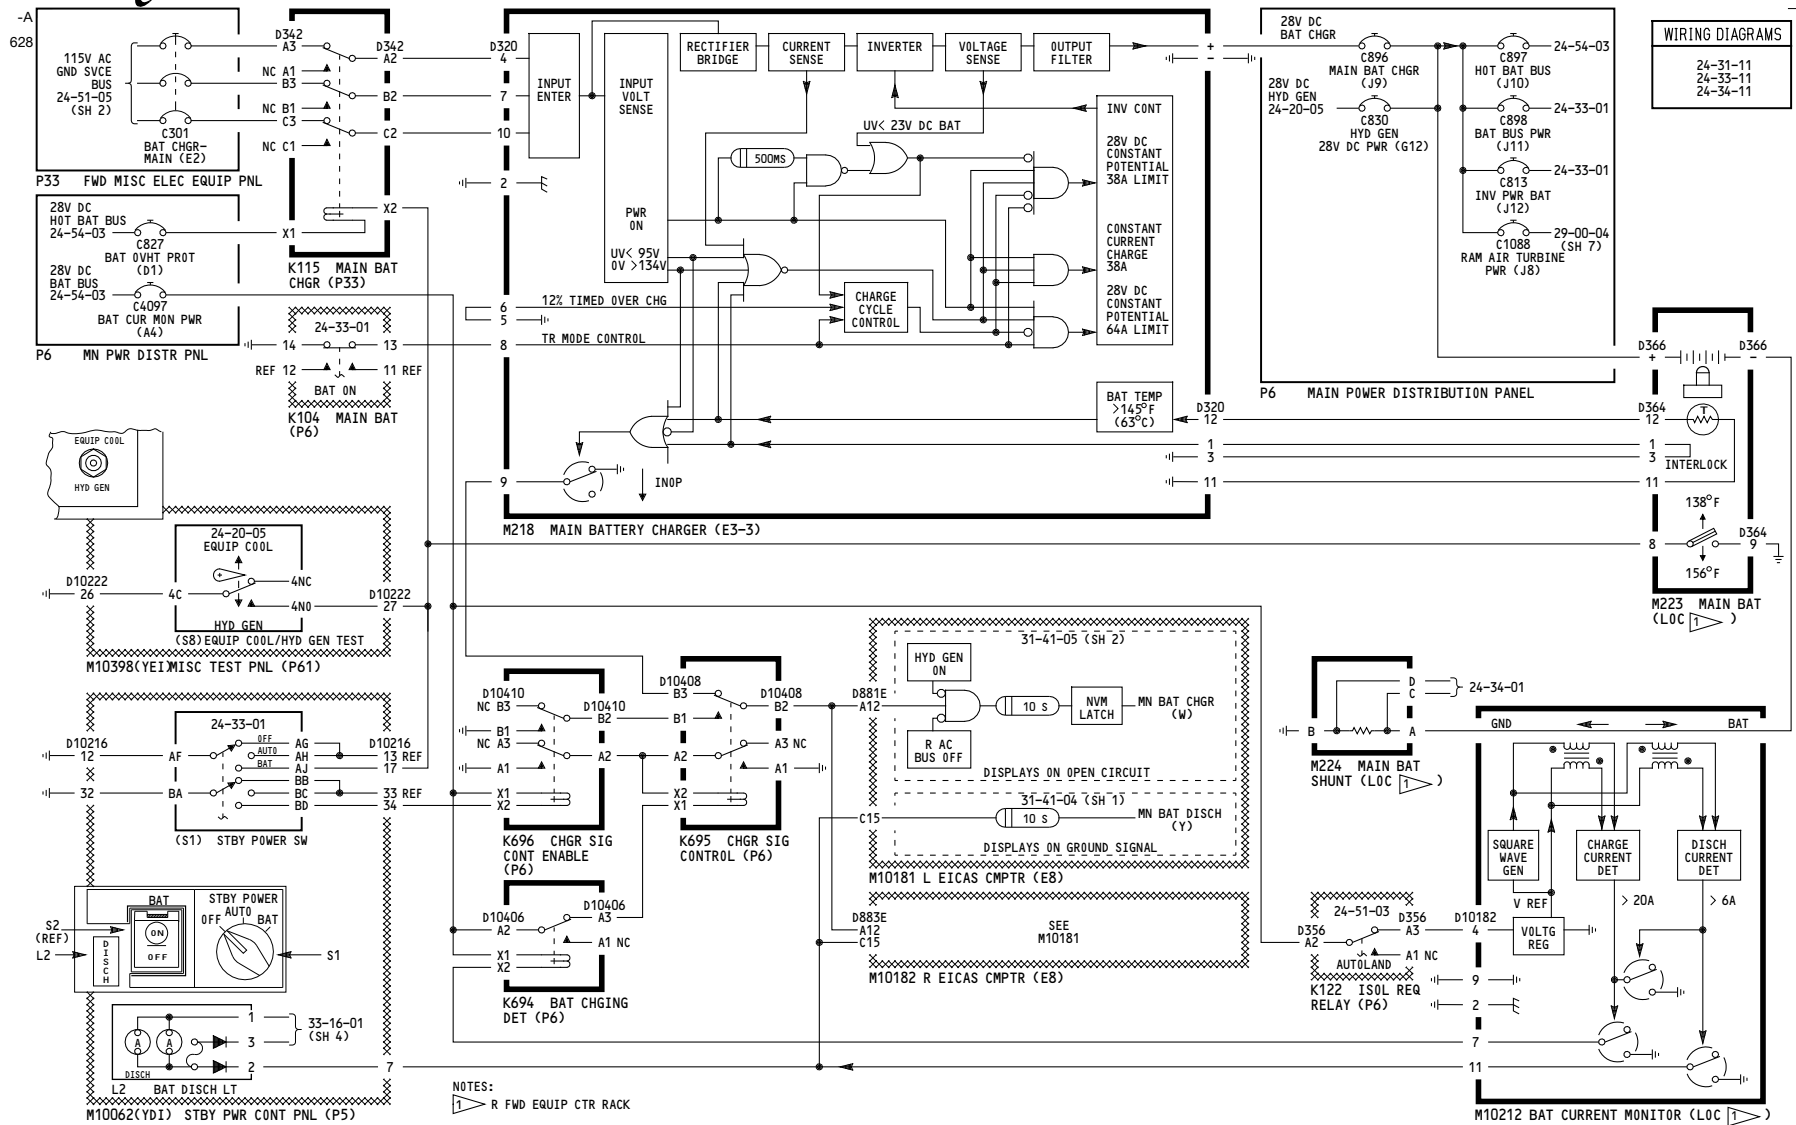 -A
628
115V AC
GND SVCE
BUS
24-51-05
(SH 2)
C301
BAT CHGR-
MAIN (E2)
P33 FWD MISC ELEC EQUIP PNL
28V DC
HOT BAT BUS
24-54-03
C827
BAT OVHT PROT
(D1)
28V DC
BAT BUS
24-54-03
C4097
BAT CUR MON PWR
(A4)
P6 MN PWR DISTR PNL
D342
A3
NC A1
B3
NC B1
C3
NC C1
D342
A2
B2
C2
X2
X1
K115 MAIN BAT
CHGR (P33)
24-33-01
14
13
REF 12
11 REF
BAT ON
K104 MAIN BAT
(P6)
D320
4
7
10
2
6
5
8
9
INPUT
ENTER
INPUT
VOLT
SENSE
PWR
ON
UV< 95V
OV >134V
RECTIFIER
BRIDGE
CURRENT
SENSE
INVERTER
VOLTAGE
SENSE
OUTPUT
FILTER
+
-
UV< 23V DC BAT
500MS
INV CONT
28V DC
CONSTANT
POTENTIAL
38A LIMIT
CONSTANT
CURRENT
CHARGE
38A
28V DC
CONSTANT
POTENTIAL
64A LIMIT
12% TIMED OVER CHG
TR MODE CONTROL
CHARGE
CYCLE
CONTROL
BAT TEMP
>145°F
(63°C)
D320
12
1
3
11
INOP
M218 MAIN BATTERY CHARGER (E3-3)
28V DC
BAT CHGR
C896
MAIN BAT CHGR
(J9)
28V DC
HYD GEN
24-20-05
C830
HYD GEN
28V DC PWR (G12)
C897
HOT BAT BUS
(J10)
24-54-03
C898
BAT BUS PWR
(J11)
24-33-01
C813
INV PWR BAT
(J12)
24-33-01
C1088
RAM AIR TURBINE
PWR (J8)
29-00-04
(SH 7)
P6 MAIN POWER DISTRIBUTION PANEL
WIRING DIAGRAMS
24-31-11
24-33-11
24-34-11
D366
+
D366
-
D364
12
T
1
3
INTERLOCK
11
138°F
8
D364
9
156°F
M223 MAIN BAT
(LOC 1 )
EQUIP COOL
HYD GEN
24-20-05
EQUIP COOL
+
4NC
D10222
26
4C
4NO
D10222
27
HYD GEN
(S8)EQUIP COOL/HYD GEN TEST
M10398(YEI)MISC TEST PNL (P61)
24-33-01
D10216
12
AF
OFF
AG
AUTO
AH
BAT
AJ
D10216
13 REF
17
32
BA
BB
BC
BD
33 REF
34
(S1) STBY POWER SW
BAT
ON
OFF
STBY POWER
OFF
AUTO
BAT
S2
(REF)
L2
DISCH
S1
A
A
DISCH
1
3
2
33-16-01
(SH 4)
7
L2 BAT DISCH LT
M10062(YDI) STBY PWR CONT PNL (P5)
D10410
NC B3
B1
NC A3
A1
X1
X2
D10410
B2
A2
K696 CHGR SIG
CONT ENABLE
(P6)
D10408
B3
B1
A2
X2
X1
D10408
B2
A3 NC
A1
K695 CHGR SIG
CONTROL (P6)
D10406
A2
X1
X2
D10406
A3
A1 NC
K694 BAT CHGING
DET (P6)
31-41-05 (SH 2)
HYD GEN
ON
R AC
BUS OFF
10 S
NVM
LATCH
MN BAT CHGR
(W)
DISPLAYS ON OPEN CIRCUIT
D881E
A12
C15
31-41-04 (SH 1)
10 S
MN BAT DISCH
(Y)
DISPLAYS ON GROUND SIGNAL
M10181 L EICAS CMPTR (E8)
D883E
A12
C15
SEE
M10181
M10182 R EICAS CMPTR (E8)
D
C
24-34-01
B
A
M224 MAIN BAT
SHUNT (LOC 1 )
24-51-03
D356
A2
D356
A3
A1 NC
AUTOLAND
K122 ISOL REQ
RELAY (P6)
GND
BAT
SQUARE
WAVE
GEN
CHARGE
CURRENT
DET
DISCH
CURRENT
DET
V REF
> 20A
> 6A
D10182
4
VOLTG
REG
9
2
7
11
M10212 BAT CURRENT MONITOR (LOC 1 )
NOTES:
1 R FWD EQUIP CTR RACK